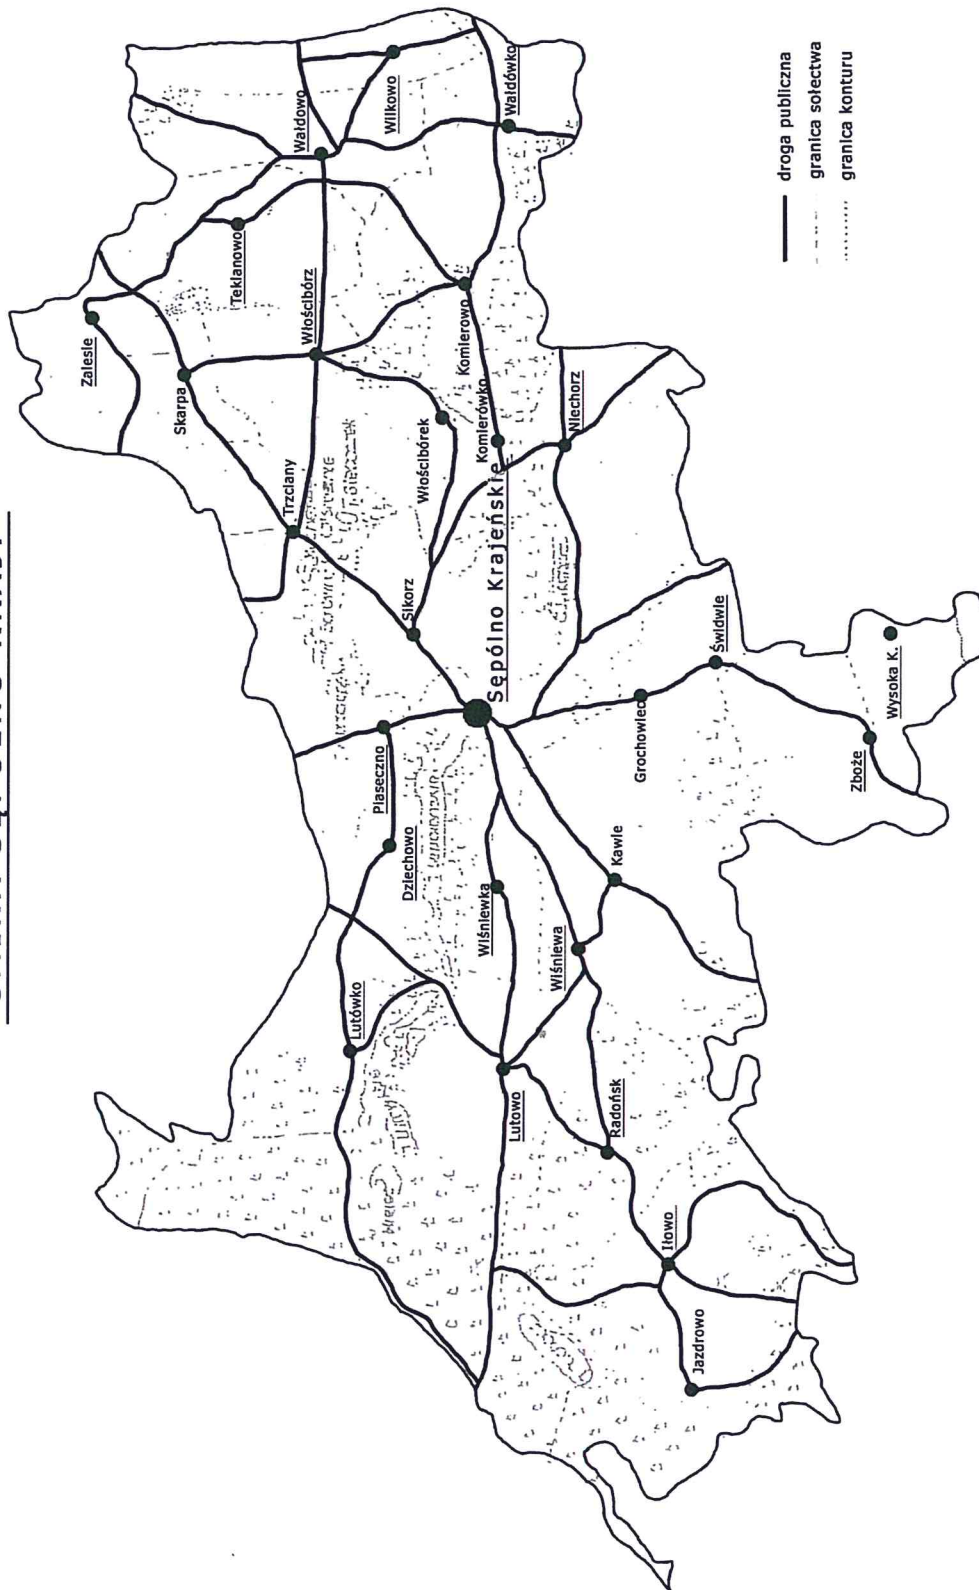 Zalesie
Skarpa
Teklanowo
Trzciany
Wałdowo
Włościbórz
Lutówko
Piaseczno
Wilkowo
Dziechowo
Sikorz
Włościbórek
Komierowo
Wiśniewka
Komierówko
Sępólno Krajeńskie
Wałdówko
Lutowo
Wiśniewa
Niechorz
Radońsk
Kawle
Grochowiec
Iłowo
Jazdrowo
Świdwie
droga publiczna
granica sołectwa
granica konturu
Zboże
Wysoka K.